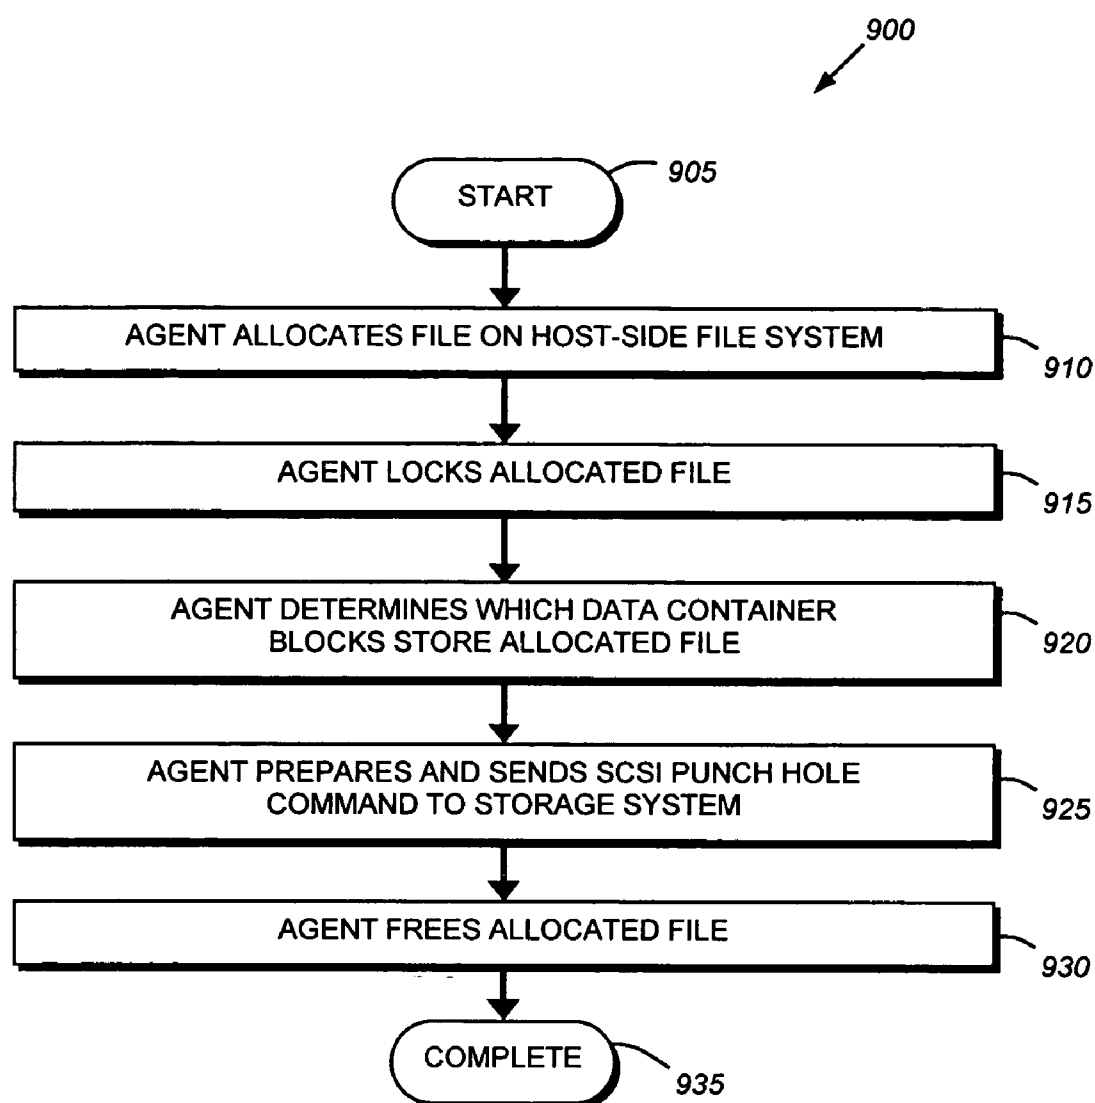 900
START
905
AGENT ALLOCATES FILE ON HOST-SIDE FILE SYSTEM
910
AGENT LOCKS ALLOCATED FILE
915
AGENT DETERMINES WHICH DATA CONTAINER
BLOCKS STORE ALLOCATED FILE
920
AGENT PREPARES AND SENDS SCSI PUNCH HOLE
COMMAND TO STORAGE SYSTEM
925
AGENT FREES ALLOCATED FILE
930
COMPLETE
935